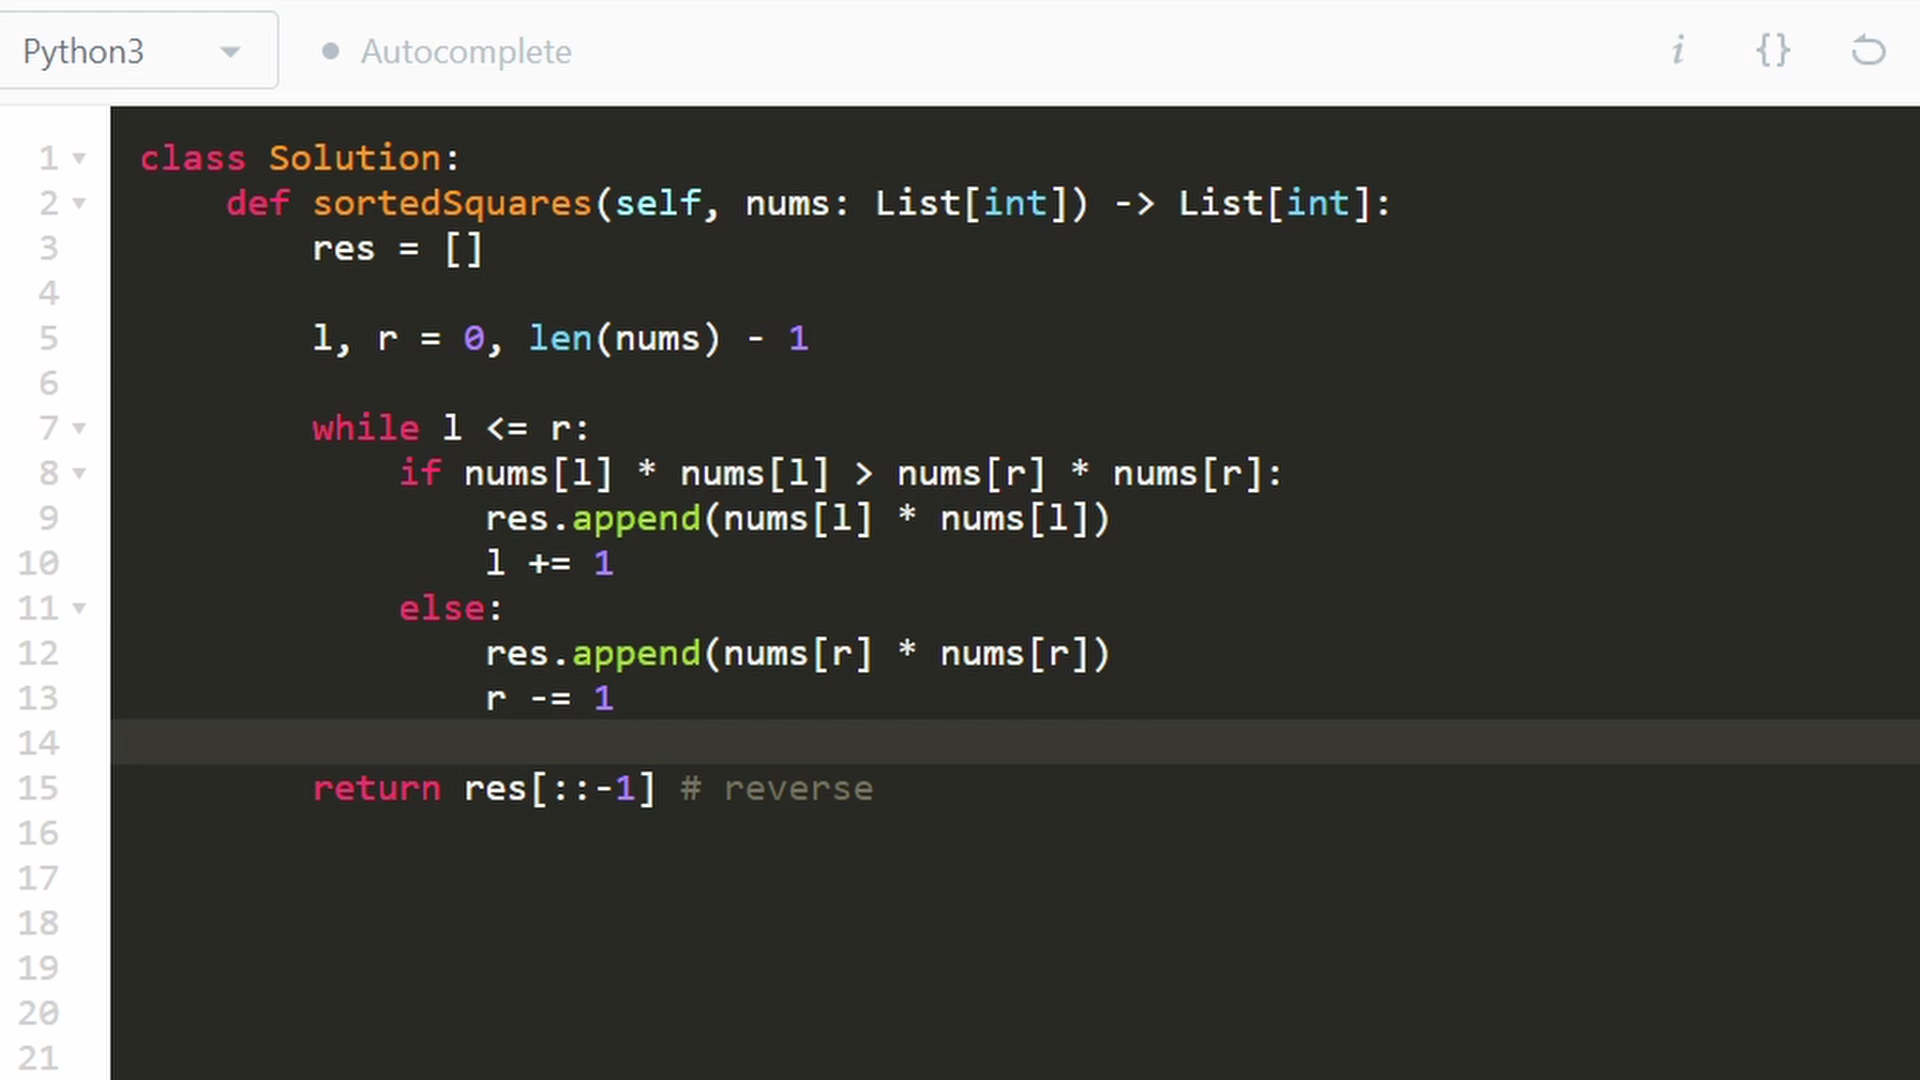 Python3
Autocomplete
i {}
1 class Solution:
2 def sortedSquares(self, nums: List[int]) -> List[int]:
3 res = []
4
5 l, r = 0, len(nums) - 1
6
7 while l <= r:
8 if nums[l] * nums[l] > nums[r] * nums[r]:
9 res.append(nums[l] * nums[l])
10 l += 1
11 else:
12 res.append(nums[r] * nums[r])
13 r -= 1
14
15 return res[::-1] # reverse
16
17
18
19
20
21